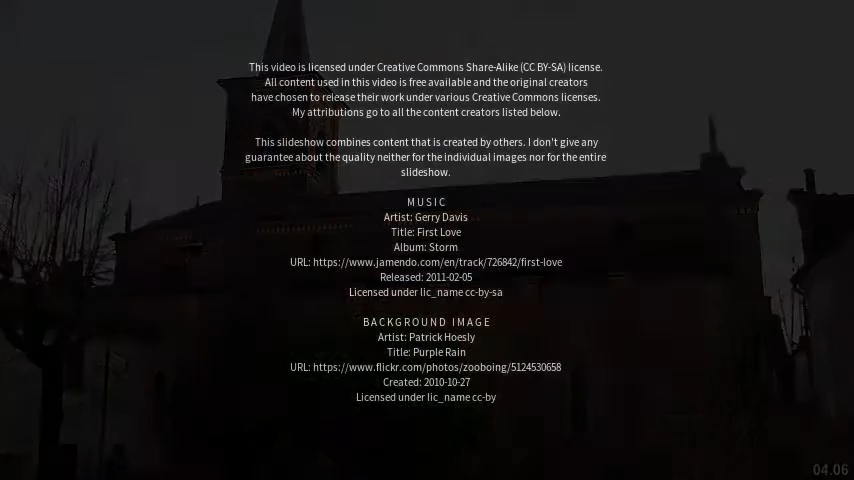 This video is licensed under Creative Commons Share-Alike (CC BY-SA) license.
All content used in this video is free available and the original creators
have chosen to release their work under various Creative Commons licenses.
My attributions go to all the content creators listed below.
This slideshow combines content that is created by others. I don't give any
guarantee about the quality neither for the individual images nor for the entire
slideshow.
MUSIC
Artist: Gerry Davis
Title: First Love
Album: Storm
URL: https://www.jamendo.com/en/track/726842/first-love
Released: 2011-02-05
Licensed under lic_name cc-by-sa
BACKGROUND IMAGE
Artist: Patrick Hoesly
Title: Purple Rain
URL: https://www.flickr.com/photos/zooboing/5124530658
Created: 2010-10-27
Licensed under lic_name cc-by
04.06